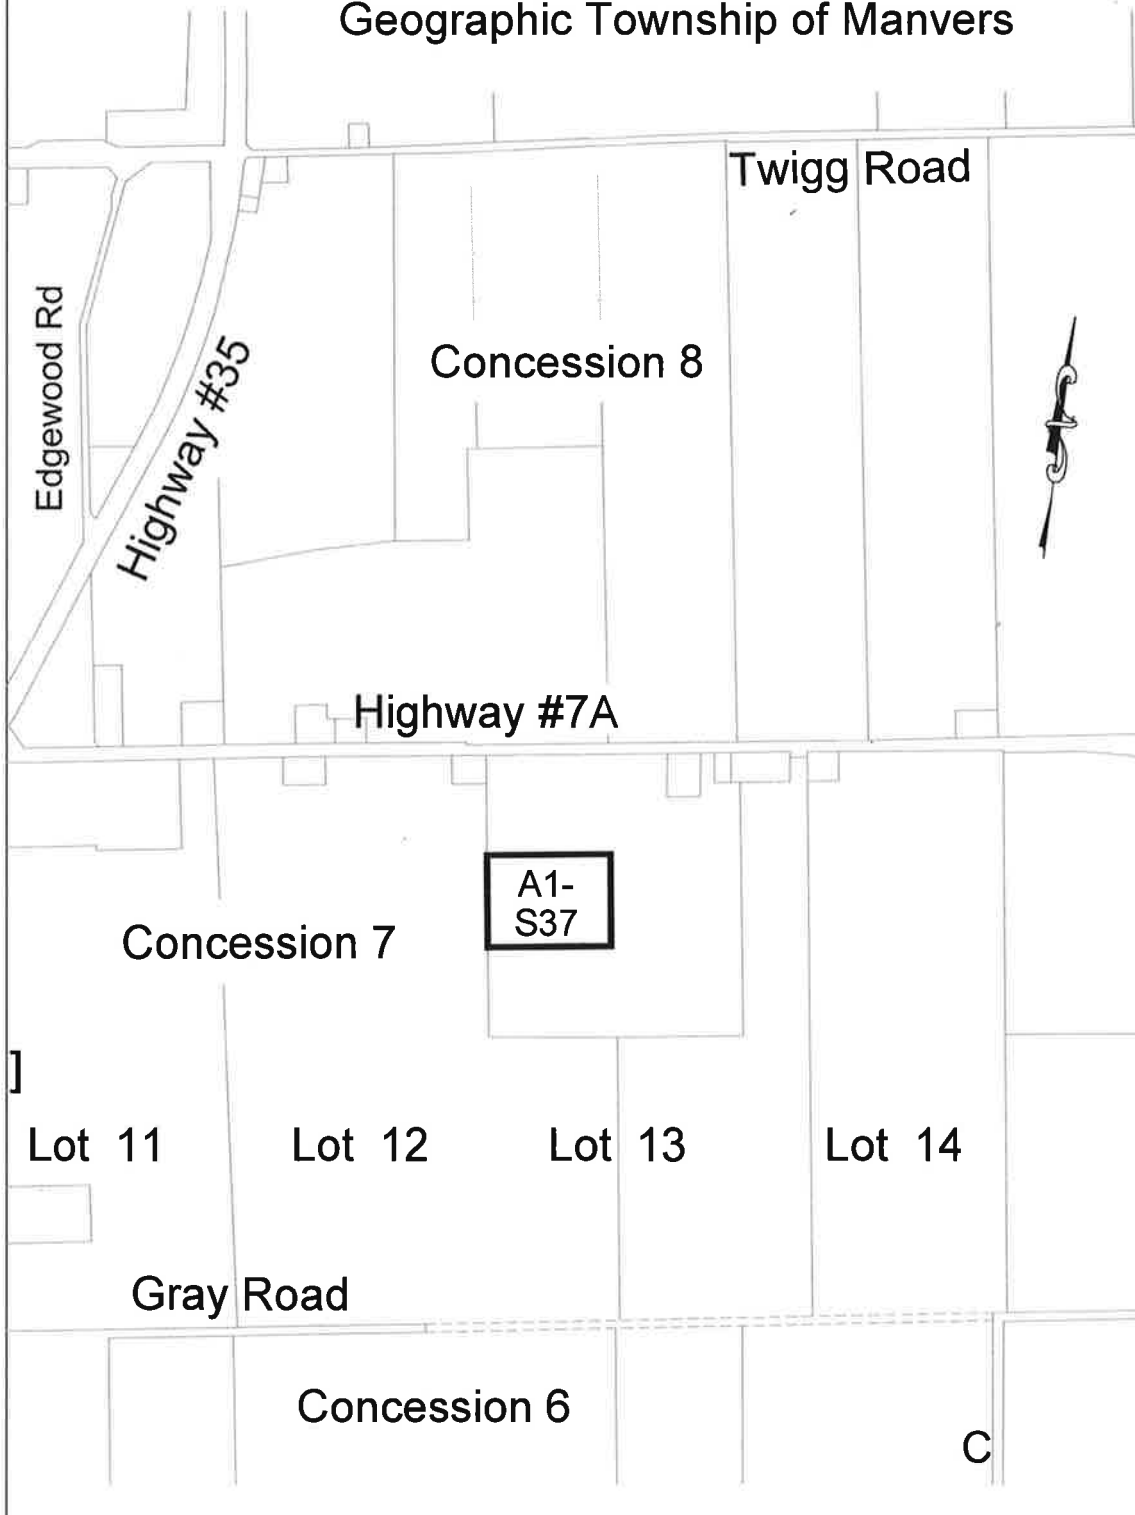 Geographic Township of Manvers
Twigg Road
Edgewood Rd
Highway #35
Concession 8
Highway #7A
A1-
S37
Concession 7
]
Lot 11
Lot 12
Lot 13
Lot 14
Gray Road
Concession 6
C